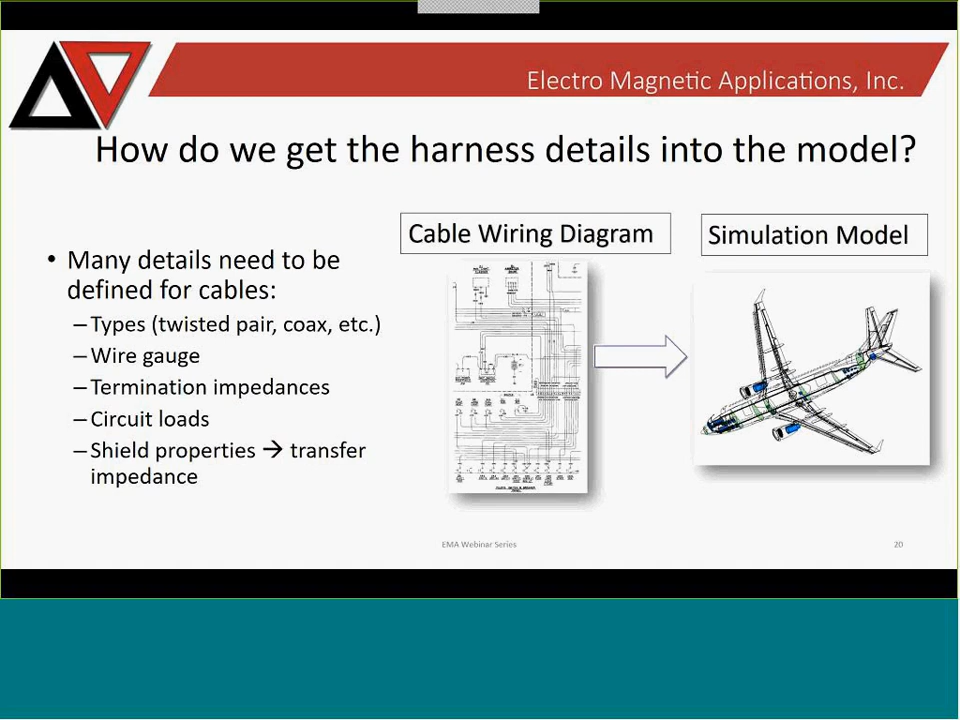 Electro Magnetic Applications, Inc.
How do we get the harness details into the model?
• Many details need to be
defined for cables:
–Types (twisted pair, coax, etc.)
–Wire gauge
–Termination impedances
–Circuit loads
–Shield properties → transfer
impedance
Cable Wiring Diagram
Simulation Model
EMA Webinar Series
20